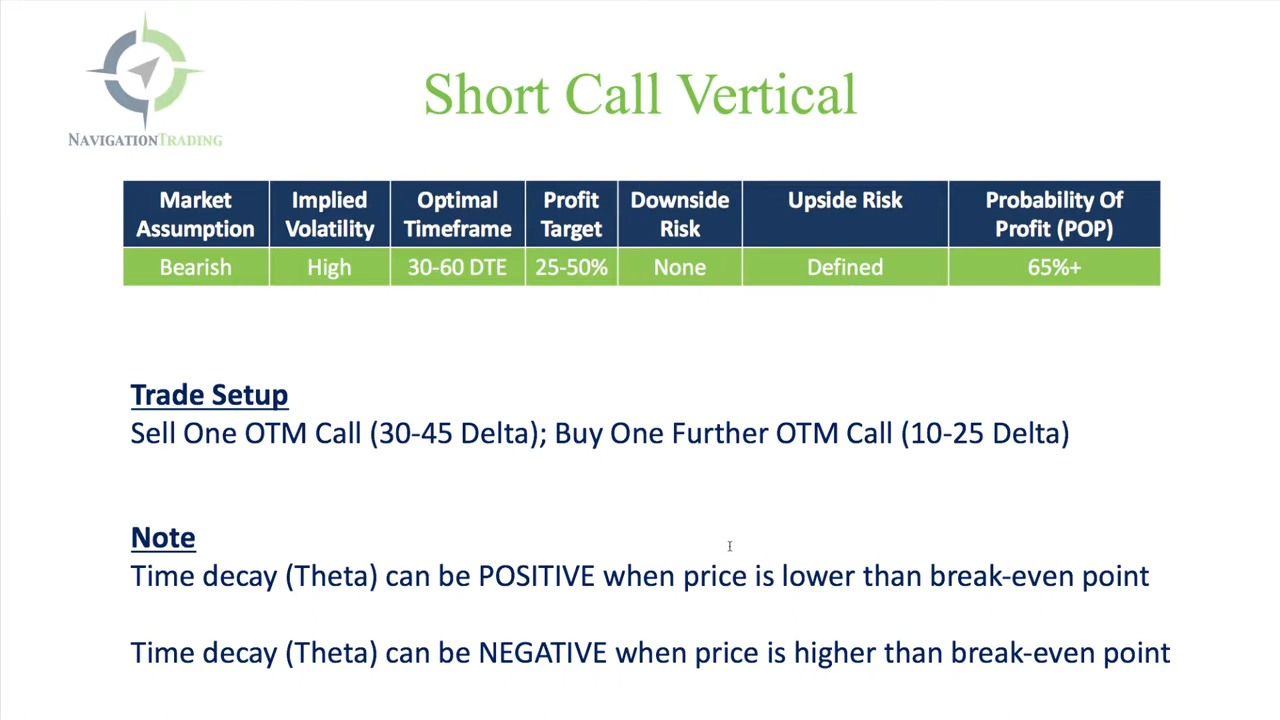 NAVIGATIONTRADING
Short Call Vertical
Market Assumption Implied Volatility Optimal Timeframe Profit Target Downside Risk Upside Risk Probability Of Profit (POP)
Bearish High 30-60 DTE 25-50% None Defined 65%+
Trade Setup
Sell One OTM Call (30-45 Delta); Buy One Further OTM Call (10-25 Delta)
Note
Time decay (Theta) can be POSITIVE when price is lower than break-even point
Time decay (Theta) can be NEGATIVE when price is higher than break-even point